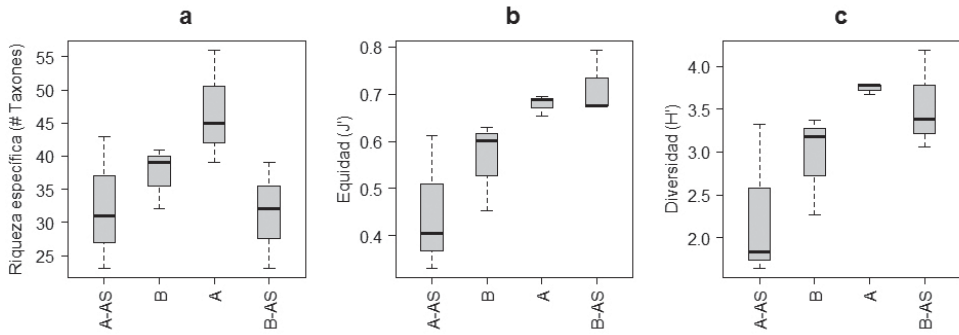 a
Riqueza específica (# Taxones)
55
50
45
40
35
30
25
A-AS
B
A
B-AS
b
Equidad (J')
0.8
0.7
0.6
0.5
0.4
A-AS
B
A
B-AS
c
Diversidad (H')
4.0
3.5
3.0
2.5
2.0
A-AS
B
A
B-AS